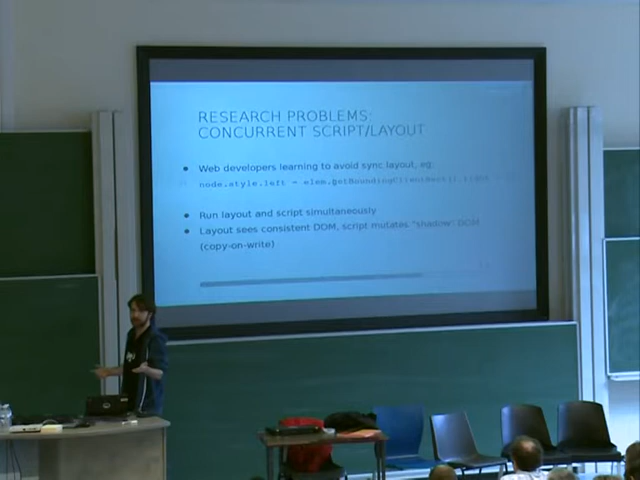 RESEARCH PROBLEMS:
CONCURRENT SCRIPT/LAYOUT
Web developers learning to avoid sync layout, eg:
node.style.left = elem.getBoundingClientRect().right
Run layout and script simultaneously
Layout sees consistent DOM, script mutates "shadow" DOM
(copy-on-write)